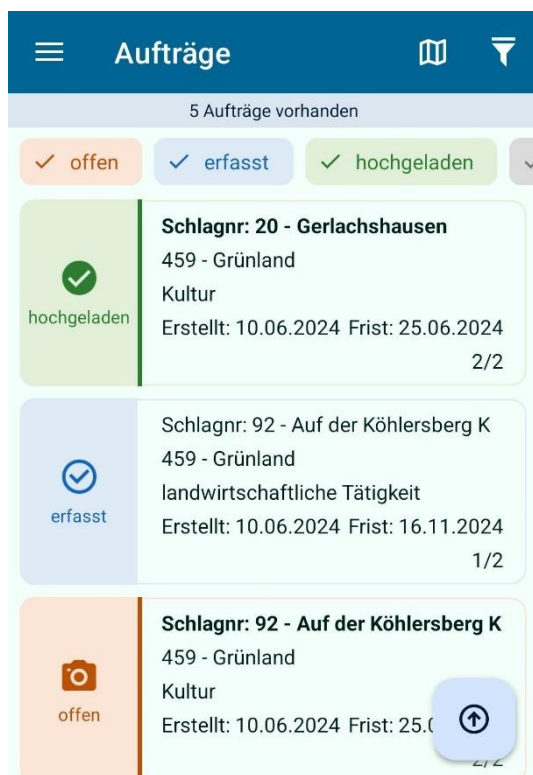 Aufträge
5 Aufträge vorhanden
offen erfasst hochgeladen
Schlagnr: 20 - Gerlachshausen
459 - Grünland
Kultur
hochgeladen
Erstellt: 10.06.2024 Frist: 25.06.2024
2/2
Schlagnr: 92 - Auf der Köhlersberg K
459 - Grünland
landwirtschaftliche Tätigkeit
erfasst
Erstellt: 10.06.2024 Frist: 16.11.2024
1/2
Schlagnr: 92 - Auf der Köhlersberg K
459 - Grünland
Kultur
offen
Erstellt: 10.06.2024 Frist: 25.